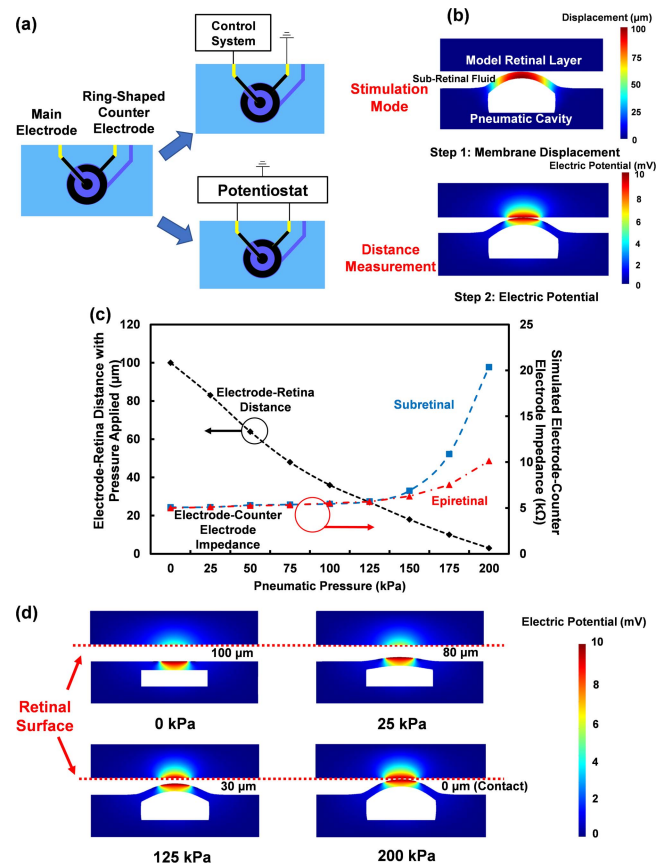 (a)
Control
System
Main
Electrode
Ring-Shaped
Counter
Electrode
Potentiostat
Stimulation
Mode
Distance
Measurement
(b)
Displacement (µm)
100
75
50
25
0
Model Retinal Layer
Sub-Retinal Fluid
Pneumatic Cavity
Step 1: Membrane Displacement
Electric Potential (mV)
10
8
6
4
2
0
Step 2: Electric Potential
(c)
Electrode-Retina Distance with
Pressure Applied (µm)
120
100
80
60
40
20
0
Electrode-Retina
Distance
Subretinal
Epiretinal
Electrode-Counter
Electrode
Impedance
25
20
15
10
5
0
Simulated Electrode-Counter
Electrode Impedance (kΩ)
0 25 50 75 100 125 150 175 200
Pneumatic Pressure (kPa)
(d)
Retinal
Surface
100 µm
0 kPa
80 µm
25 kPa
30 µm
125 kPa
0 µm (Contact)
200 kPa
Electric Potential (mV)
10
8
6
4
2
0